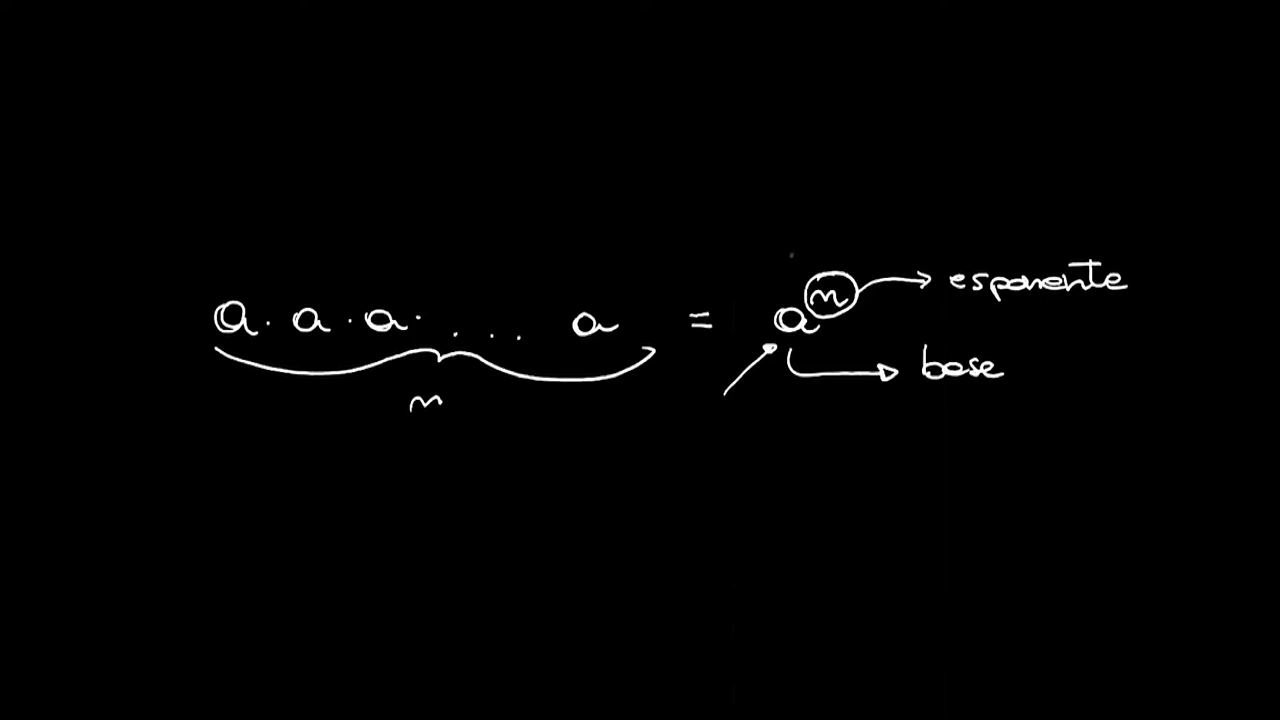 a · a · a · . . . a = aⁿ → esponente
n → base